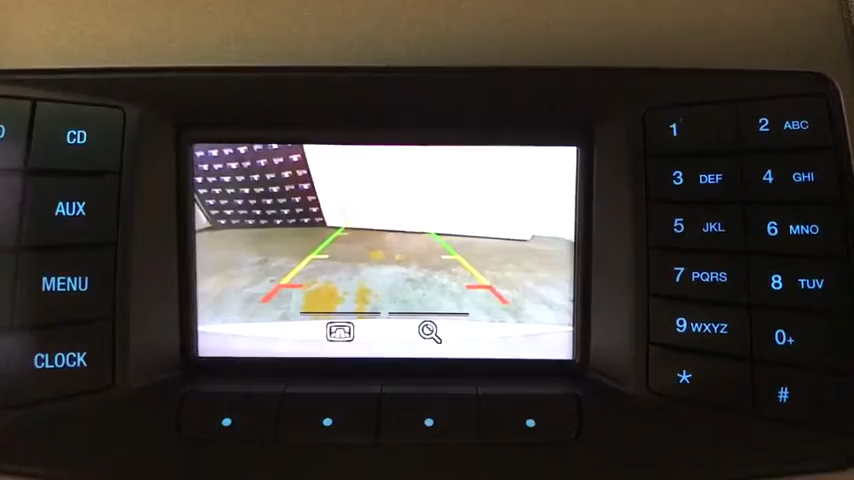 CD
AUX
MENU
CLOCK
1
2 ABC
3 DEF
4 GHI
5 JKL
6 MNO
7 PQRS
8 TUV
9 WXYZ
0+
*
#